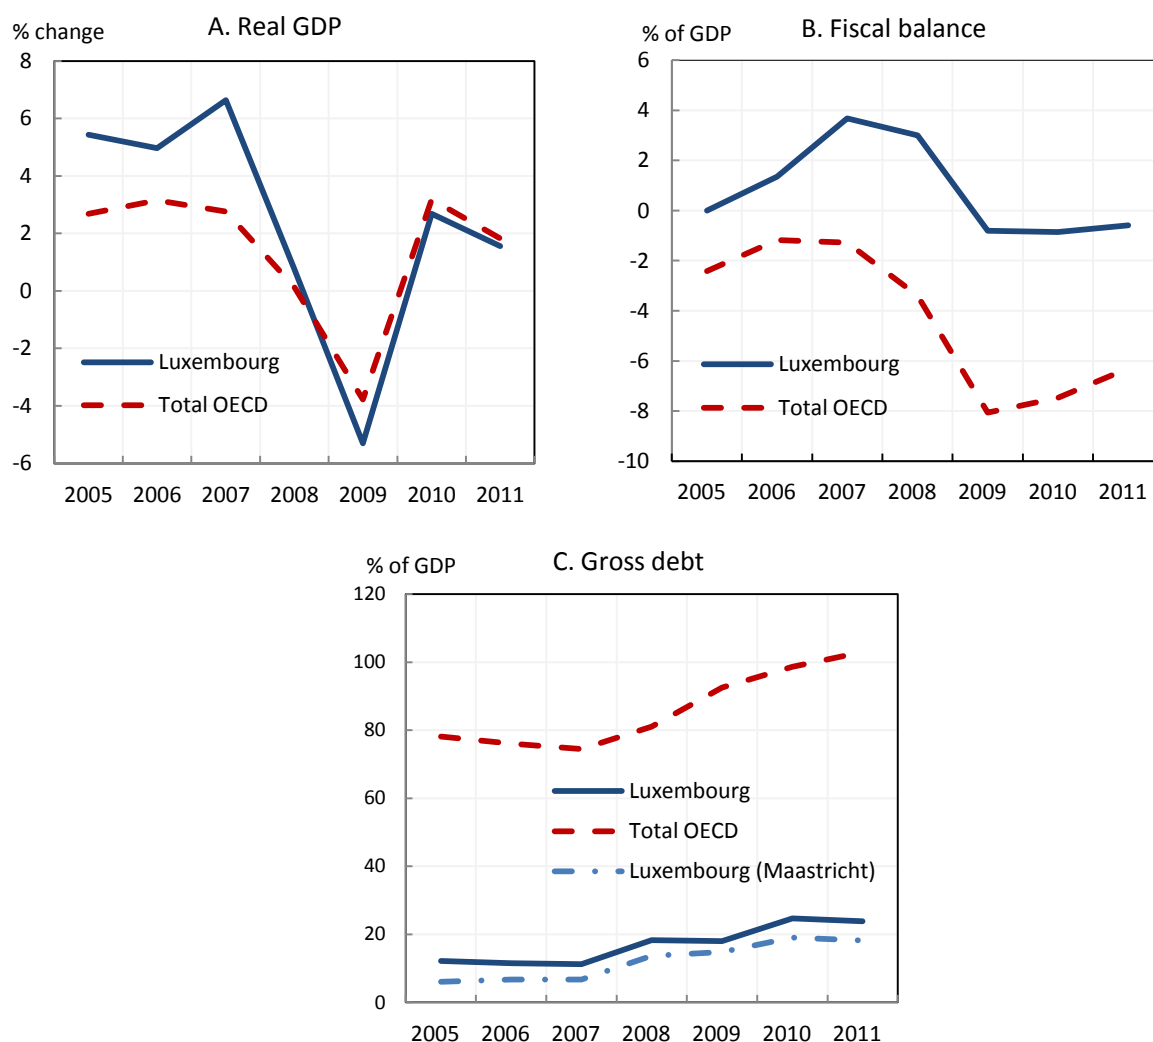 A. Real GDP
% change
8
6
4
2
0
-2
-4
-6
Luxembourg
Total OECD
2005 2006 2007 2008 2009 2010 2011
B. Fiscal balance
% of GDP
6
4
2
0
-2
-4
-6
-8
-10
Luxembourg
Total OECD
2005 2006 2007 2008 2009 2010 2011
C. Gross debt
% of GDP
120
100
80
60
40
20
0
Luxembourg
Total OECD
Luxembourg (Maastricht)
2005 2006 2007 2008 2009 2010 2011